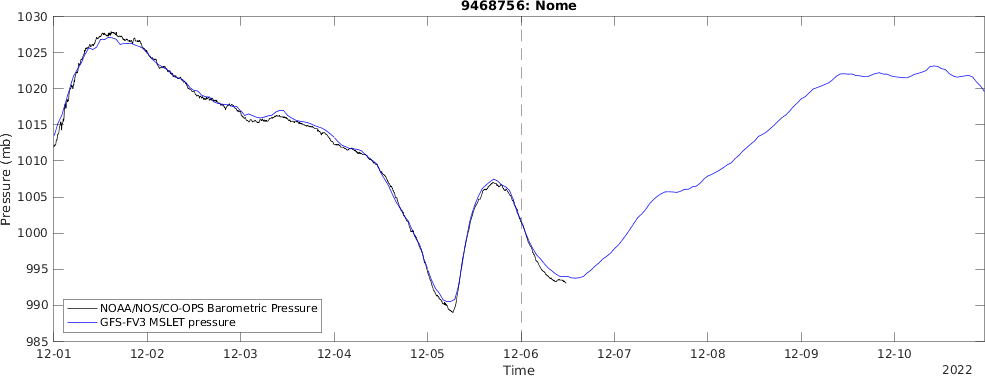 9468756: Nome
1030
1025
1020
1015
1010
1005
1000
995
990
985
Pressure (mb)
NOAA/NOS/CO-OPS Barometric Pressure
GFS-FV3 MSLET pressure
12-01 12-02 12-03 12-04 12-05 12-06 12-07 12-08 12-09 12-10
Time
2022